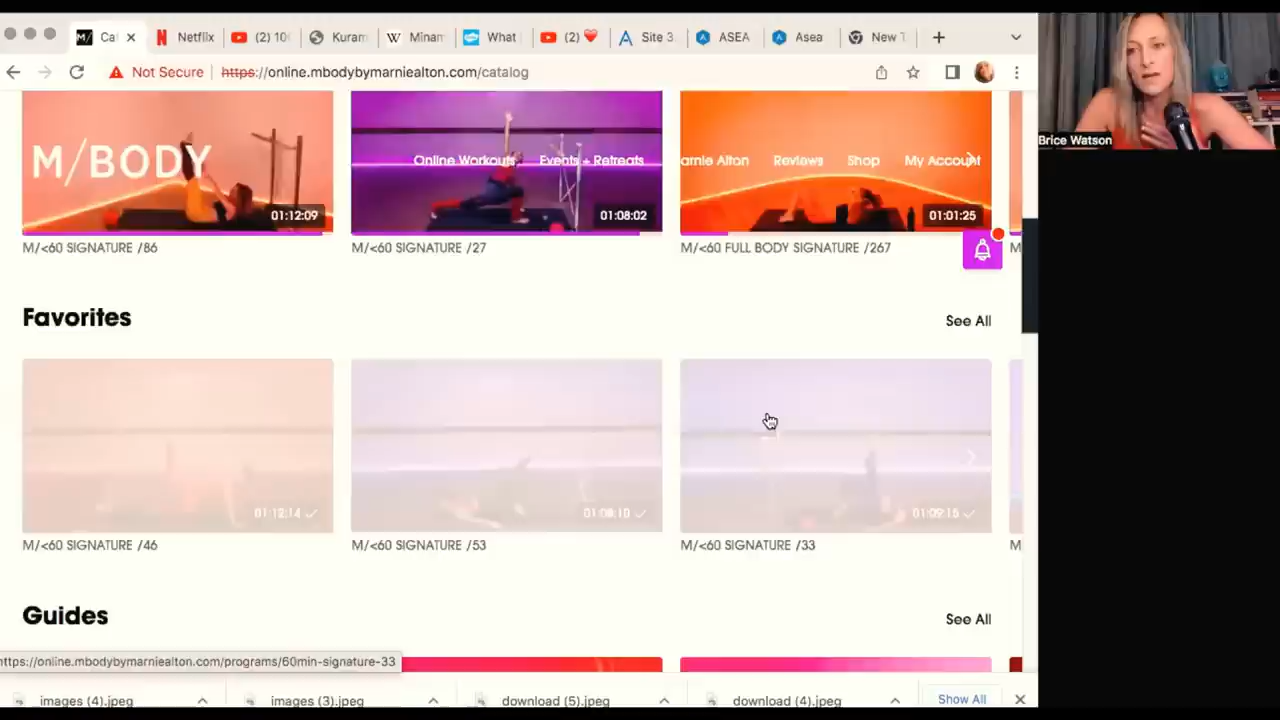 M/ Ca
Netflix
(2) 10
Kuram
W Minam
What
(2) ❤️
Site 3
ASEA
Asea
New T
Not Secure https://online.mbodybymarniealton.com/catalog
Brice Watson
M/BODY
Online Workouts
Events + Retreats
arnie Alton
Reviews
Shop
My Account
01:12:09
01:08:02
01:01:25
M/<60 SIGNATURE /86
M/<60 SIGNATURE /27
M/<60 FULL BODY SIGNATURE /267
M
Favorites
See All
01:12:14
01:08:10
01:09:15
M/<60 SIGNATURE /46
M/<60 SIGNATURE /53
M/<60 SIGNATURE /33
M
Guides
See All
https://online.mbodybymarniealton.com/programs/60min-signature-33
images (4).jpeg
images (3).jpeg
download (5).jpeg
download (4).jpeg
Show All